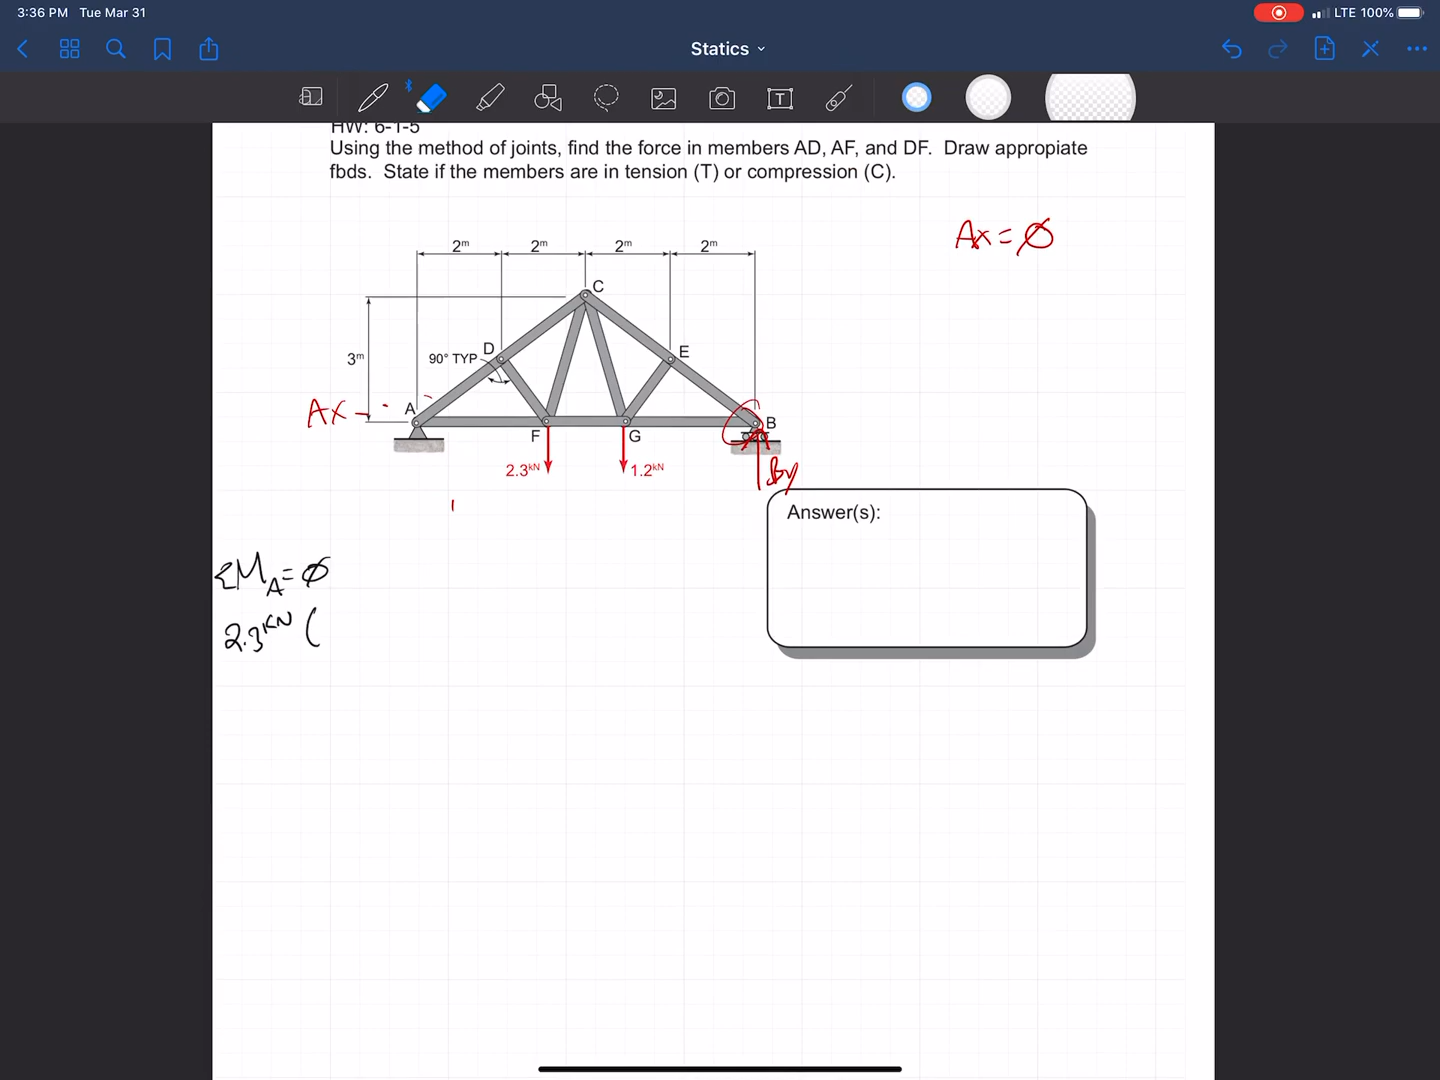 3:36 PM Tue Mar 31
LTE 100%
Statics
HW: 6-1-5
Using the method of joints, find the force in members AD, AF, and DF. Draw appropiate
fbds. State if the members are in tension (T) or compression (C).
Ax = ∅
2m 2m 2m 2m
C
D
E
90° TYP
3m
Ax
A
B
F
G
2.3kN
1.2kN
By
Answer(s):
ΣMA = ∅
2.3kN (